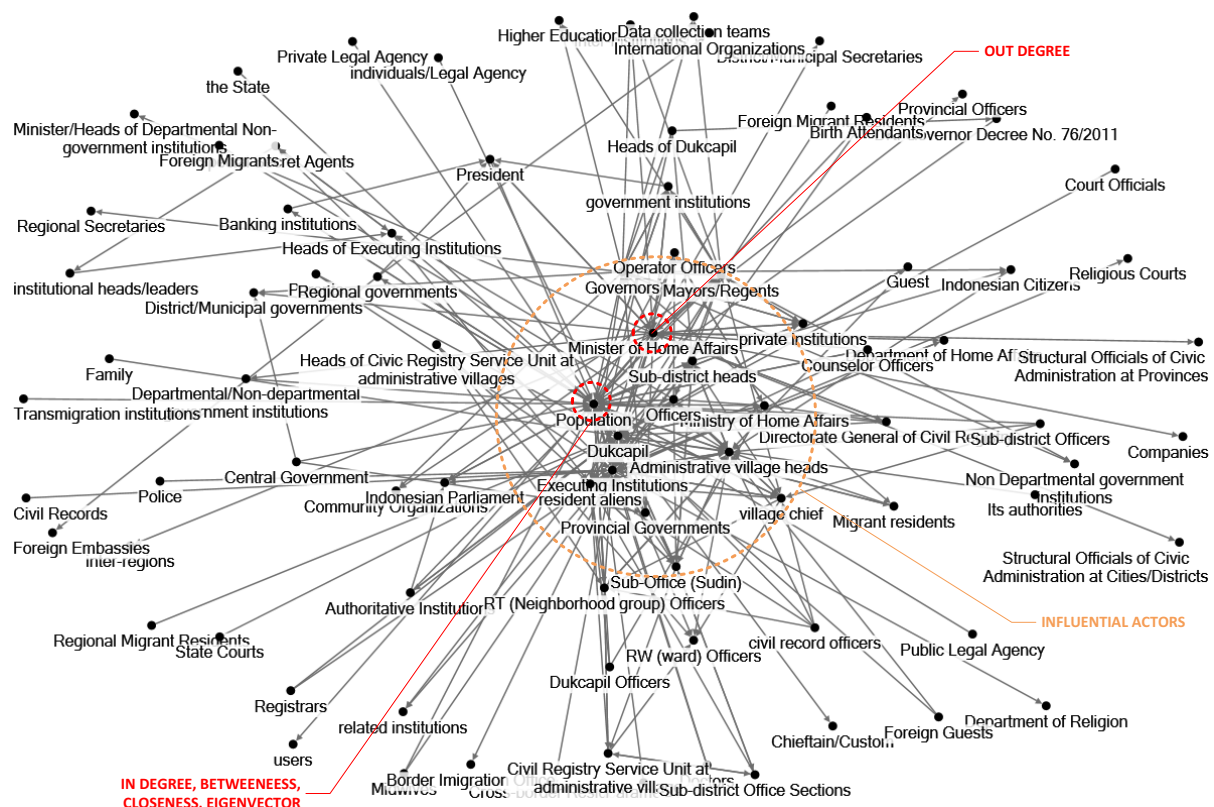 Higher Education
Data collection teams
International Organizations
District/Municipal Secretaries
OUT DEGREE
Private Legal Agency
individuals/Legal Agency
the State
Provincial Officers
Foreign Migrant Residents
Birth Attendants
Governor Decree No. 76/2011
Minister/Heads of Departmental Non-
government institutions
Foreign Migrants
ret Agents
Heads of Dukcapil
President
Court Officials
government institutions
Regional Secretaries
Banking institutions
Heads of Executing Institutions
Operator Officers
Religious Courts
institutional heads/leaders
Regional governments
Governors
Mayors/Regents
Guest
Indonesian Citizens
District/Municipal governments
private institutions
Minister of Home Affairs
Department of Home Aff
Structural Officials of Civic
Administration at Provinces
Heads of Civic Registry Service Unit at
administrative villages
Counselor Officers
Family
Sub-district heads
Departmental/Non-departmental
nment institutions
Transmigration institutions
Population
Officers
Ministry of Home Affairs
Directorate General of Civil R
Sub-district Officers
Companies
Dukcapil
Administrative village heads
Central Government
Executing Institutions
Non Departmental government
Institutions
Police
Indonesian Parliament
Community Organizations
resident aliens
Its authorities
Civil Records
village chief
Migrant residents
Provincial Governments
Foreign Embassies
Inter-regions
Structural Officials of Civic
Administration at Cities/Districts
Sub-Office (Sudin)
Authoritative Institution
RT (Neighborhood group) Officers
INFLUENTIAL ACTORS
Regional Migrant Residents
State Courts
civil record officers
Public Legal Agency
RW (ward) Officers
Dukcapil Officers
Registrars
related institutions
Department of Religion
Foreign Guests
Chieftain/Custom
users
Civil Registry Service Unit at
administrative vill
Border Imigration Office
Sub-district Office Sections
Midwives
IN DEGREE, BETWEENESS,
CLOSENESS, EIGENVECTOR